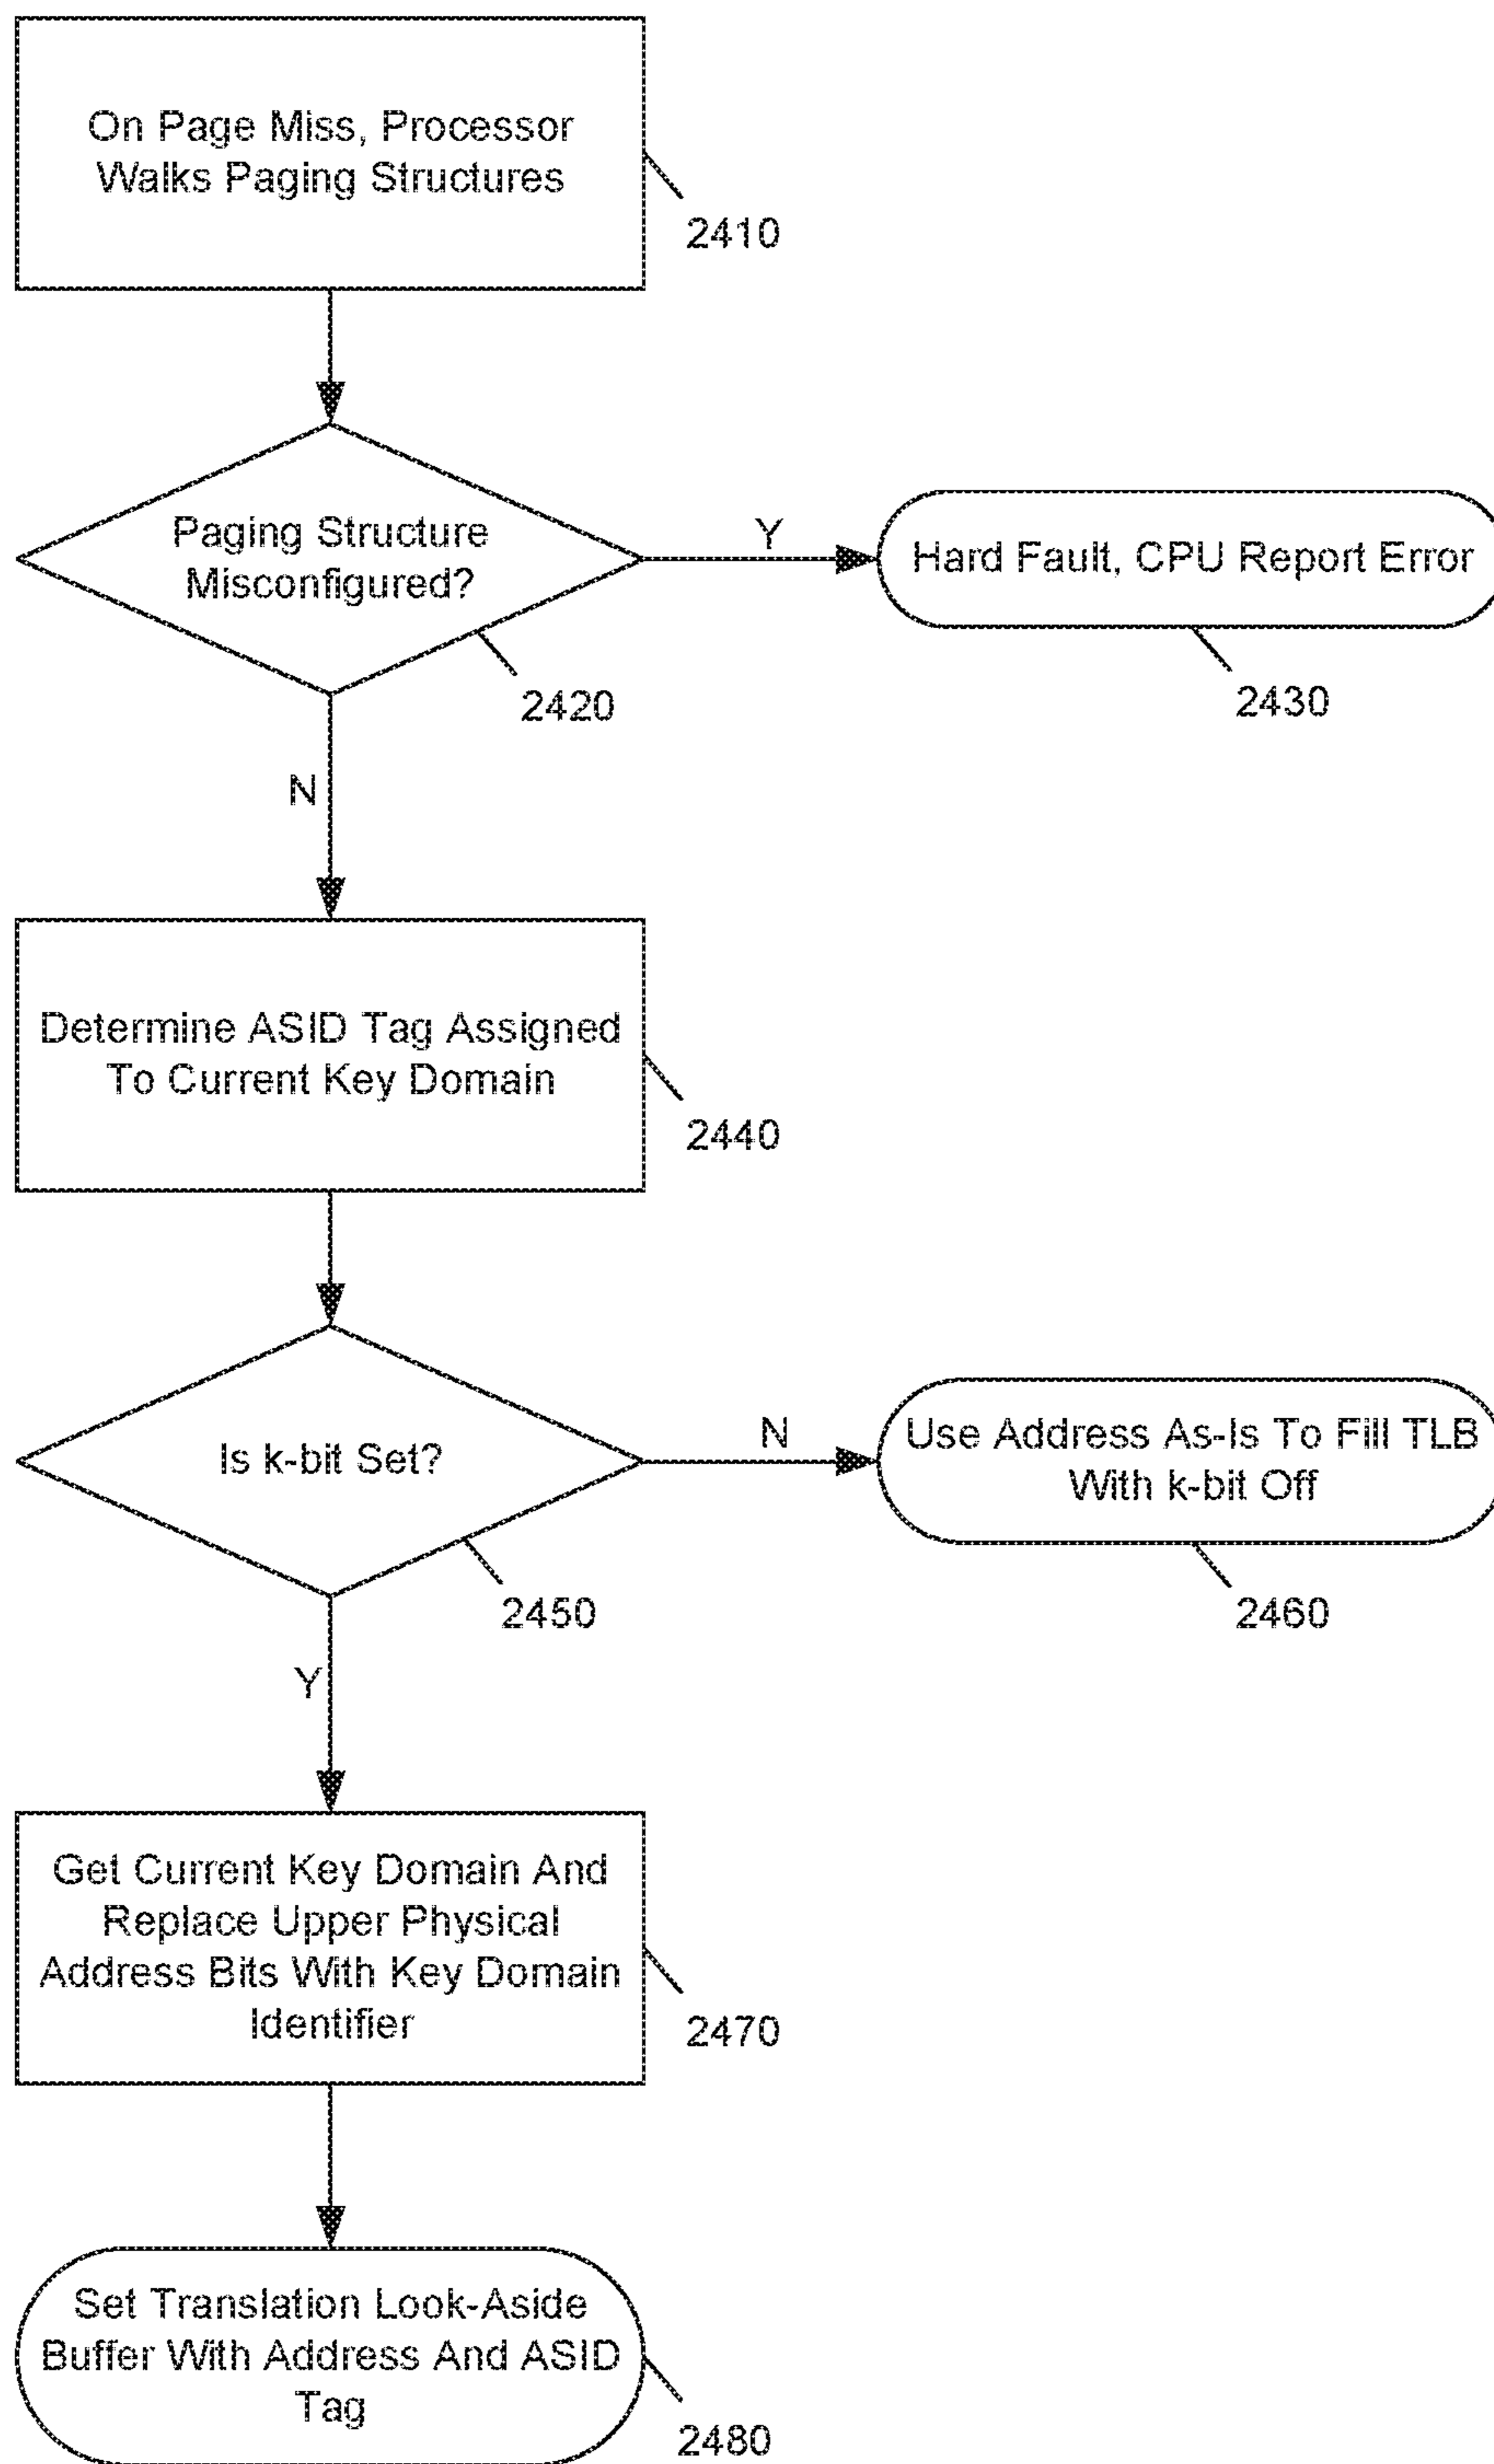 On Page Miss, Processor
Walks Paging Structures
2410
Paging Structure
Misconfigured?
Y
Hard Fault, CPU Report Error
2420
2430
N
Determine ASID Tag Assigned
To Current Key Domain
2440
Is k-bit Set?
N
Use Address As-Is To Fill TLB
With k-bit Off
2450
2460
Y
Get Current Key Domain And
Replace Upper Physical
Address Bits With Key Domain
Identifier
2470
Set Translation Look-Aside
Buffer With Address And ASID
Tag
2480